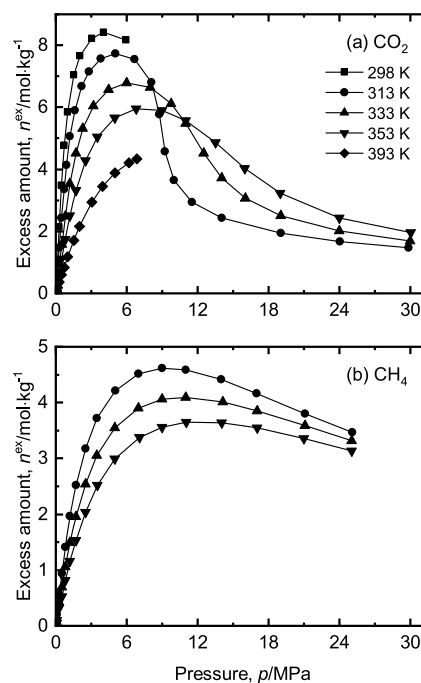 (a) CO2
298 K
313 K
333 K
353 K
393 K
Excess amount, nex/mol·kg-1
8
6
4
2
0
0 6 12 18 24 30
(b) CH4
Excess amount, nex/mol·kg-1
5
4
3
2
1
0
0 6 12 18 24 30
Pressure, p/MPa